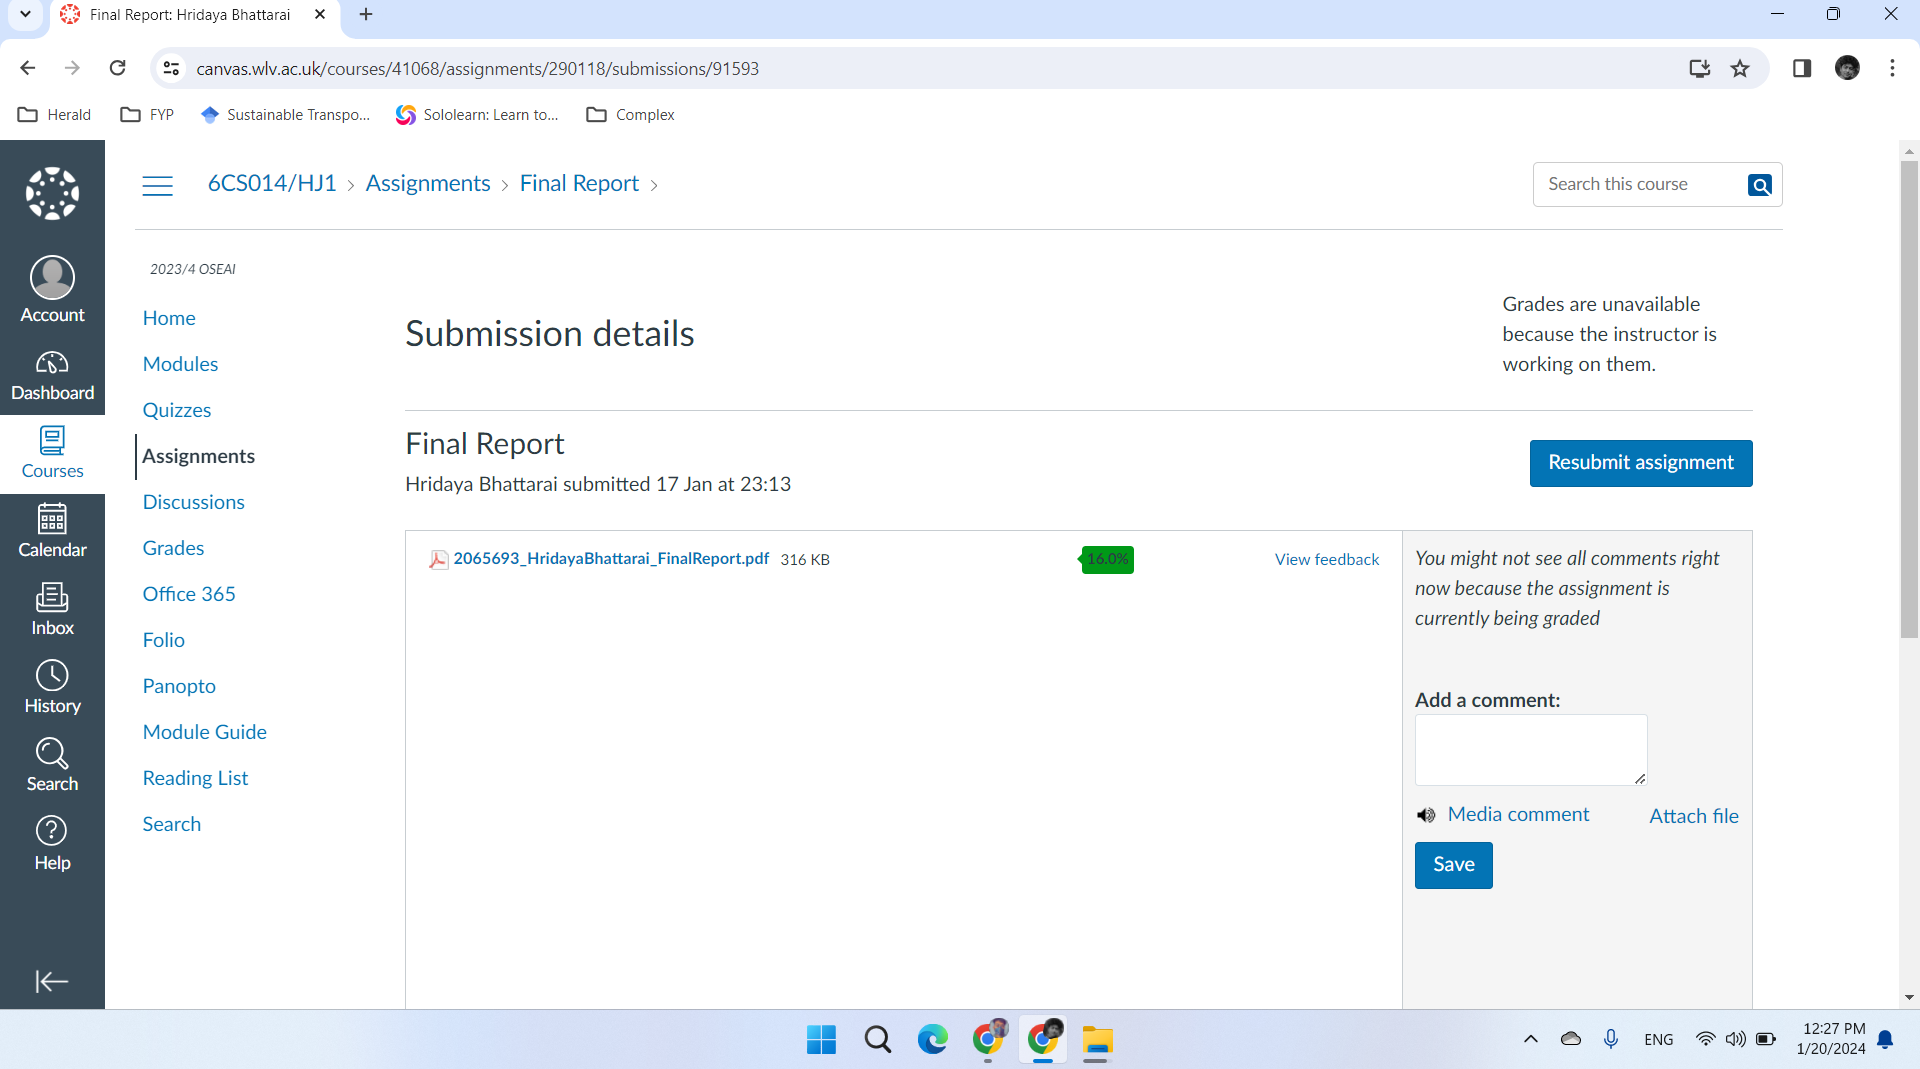 Final Report: Hridaya Bhattarai
canvas.wlv.ac.uk/courses/41068/assignments/290118/submissions/91593
Herald
FYP
Sustainable Transpo...
Sololearn: Learn to...
Complex
6CS014/HJ1 › Assignments › Final Report ›
Search this course
Account
Dashboard
Courses
Calendar
Inbox
History
Search
Help
2023/4 OSEAI
Home
Modules
Quizzes
Assignments
Discussions
Grades
Office 365
Folio
Panopto
Module Guide
Reading List
Search
Submission details
Grades are unavailable
because the instructor is
working on them.
Final Report
Hridaya Bhattarai submitted 17 Jan at 23:13
Resubmit assignment
2065693_HridayaBhattarai_FinalReport.pdf 316 KB
16.0%
View feedback
You might not see all comments right
now because the assignment is
currently being graded
Add a comment:
Media comment
Attach file
Save
ENG
12:27 PM
1/20/2024